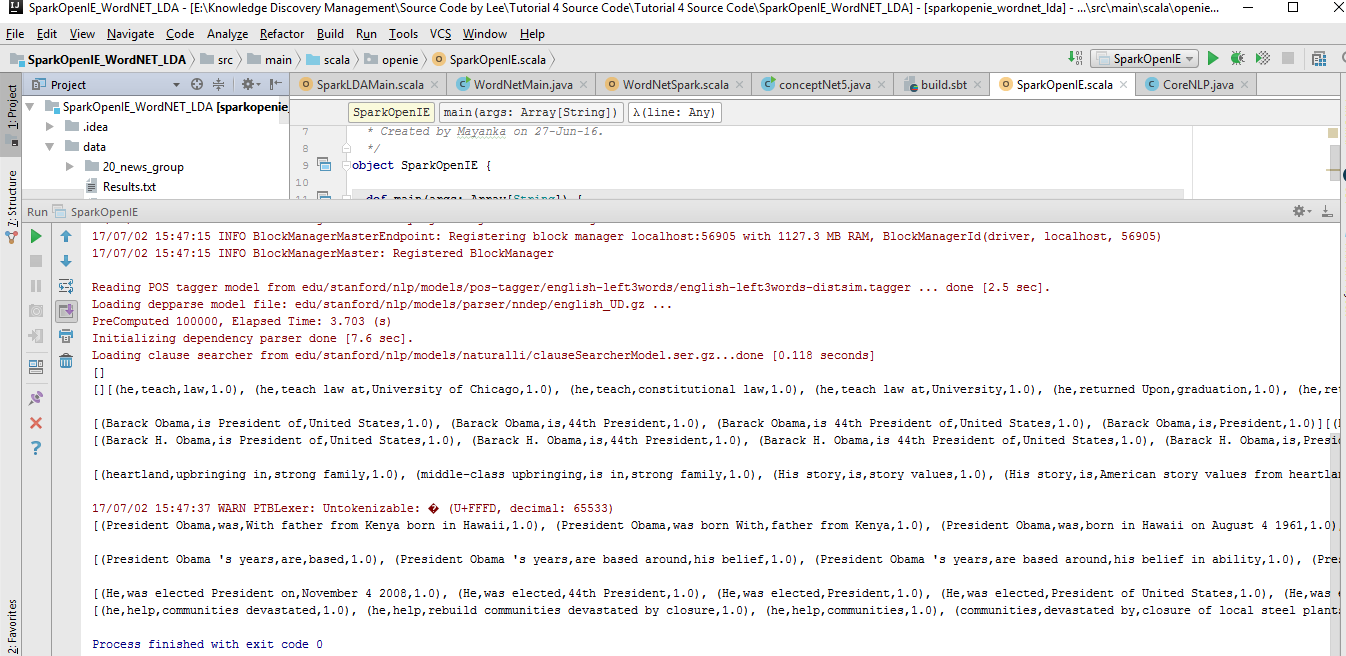 SparkOpenIE_WordNET_LDA - [E:\Knowledge Discovery Management\Source Code by Lee\Tutorial 4 Source Code\Tutorial 4 Source Code\SparkOpenIE_WordNET_LDA] - [sparkopenie_wordnet_lda] - ...\src\main\scala\openie...
File Edit View Navigate Code Analyze Refactor Build Run Tools VCS Window Help
SparkOpenIE_WordNET_LDA src main scala openie SparkOpenIE.scala SparkOpenIE
Project SparkLDAMain.scala WordNetMain.java WordNetSpark.scala conceptNet5.java build.sbt SparkOpenIE.scala CoreNLP.java
1: Project
7: Structure
2: Favorites
SparkOpenIE_WordNET_LDA [sparkopenie_
.idea
data
20_news_group
Results.txt
SparkOpenIE main(args: Array[String]) λ(line: Any)
7 * Created by Mayanka on 27-Jun-16.
8 */
9 object SparkOpenIE {
10
11 def main(args: Array[String]) {
Run SparkOpenIE
17/07/02 15:47:15 INFO BlockManagerMasterEndpoint: Registering block manager localhost:56905 with 1127.3 MB RAM, BlockManagerId(driver, localhost, 56905)
17/07/02 15:47:15 INFO BlockManagerMaster: Registered BlockManager
Reading POS tagger model from edu/stanford/nlp/models/pos-tagger/english-left3words/english-left3words-distsim.tagger ... done [2.5 sec].
Loading depparse model file: edu/stanford/nlp/models/parser/nndep/english_UD.gz ...
PreComputed 100000, Elapsed Time: 3.703 (s)
Initializing dependency parser done [7.6 sec].
Loading clause searcher from edu/stanford/nlp/models/naturalli/clauseSearcherModel.ser.gz...done [0.118 seconds]
[]
[][(he,teach,law,1.0), (he,teach law at,University of Chicago,1.0), (he,teach,constitutional law,1.0), (he,teach law at,University,1.0), (he,returned Upon,graduation,1.0), (he,ret
[(Barack Obama,is President of,United States,1.0), (Barack Obama,is,44th President,1.0), (Barack Obama,is 44th President of,United States,1.0), (Barack Obama,is,President,1.0)][(
[(Barack H. Obama,is President of,United States,1.0), (Barack H. Obama,is,44th President,1.0), (Barack H. Obama,is 44th President of,United States,1.0), (Barack H. Obama,is,Presid
[(heartland,upbringing in,strong family,1.0), (middle-class upbringing,is in,strong family,1.0), (His story,is,story values,1.0), (His story,is,American story values from heartlan
17/07/02 15:47:37 WARN PTBLexer: Untokenizable: � (U+FFFD, decimal: 65533)
[(President Obama,was,With father from Kenya born in Hawaii,1.0), (President Obama,was born With,father from Kenya,1.0), (President Obama,was,born in Hawaii on August 4 1961,1.0)
[(President Obama 's years,are,based,1.0), (President Obama 's years,are based around,his belief,1.0), (President Obama 's years,are based around,his belief in ability,1.0), (Pres
[(He,was elected President on,November 4 2008,1.0), (He,was elected,44th President,1.0), (He,was elected,President,1.0), (He,was elected,President of United States,1.0), (He,was e
[(he,help,communities devastated,1.0), (he,help,rebuild communities devastated by closure,1.0), (he,help,communities,1.0), (communities,devastated by,closure of local steel plant
Process finished with exit code 0